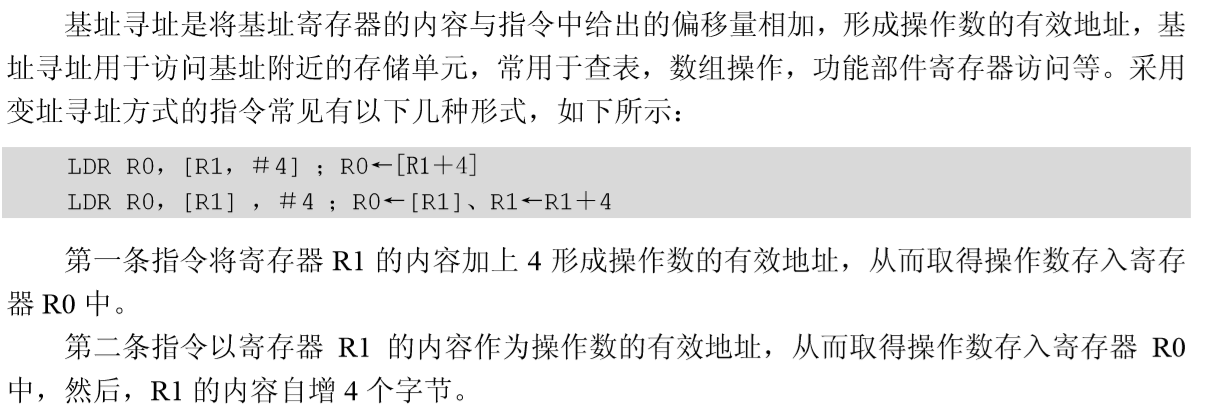 基址寻址是将基址寄存器的内容与指令中给出的偏移量相加，形成操作数的有效地址，基
址寻址用于访问基址附近的存储单元，常用于查表，数组操作，功能部件寄存器访问等。采用
变址寻址方式的指令常见有以下几种形式，如下所示：
LDR R0，[R1，＃4] ；R0←[R1＋4]
LDR R0，[R1] ，＃4 ；R0←[R1]、R1←R1＋4
第一条指令将寄存器 R1 的内容加上 4 形成操作数的有效地址，从而取得操作数存入寄存
器 R0 中。
第二条指令以寄存器 R1 的内容作为操作数的有效地址，从而取得操作数存入寄存器 R0
中，然后，R1 的内容自增 4 个字节。